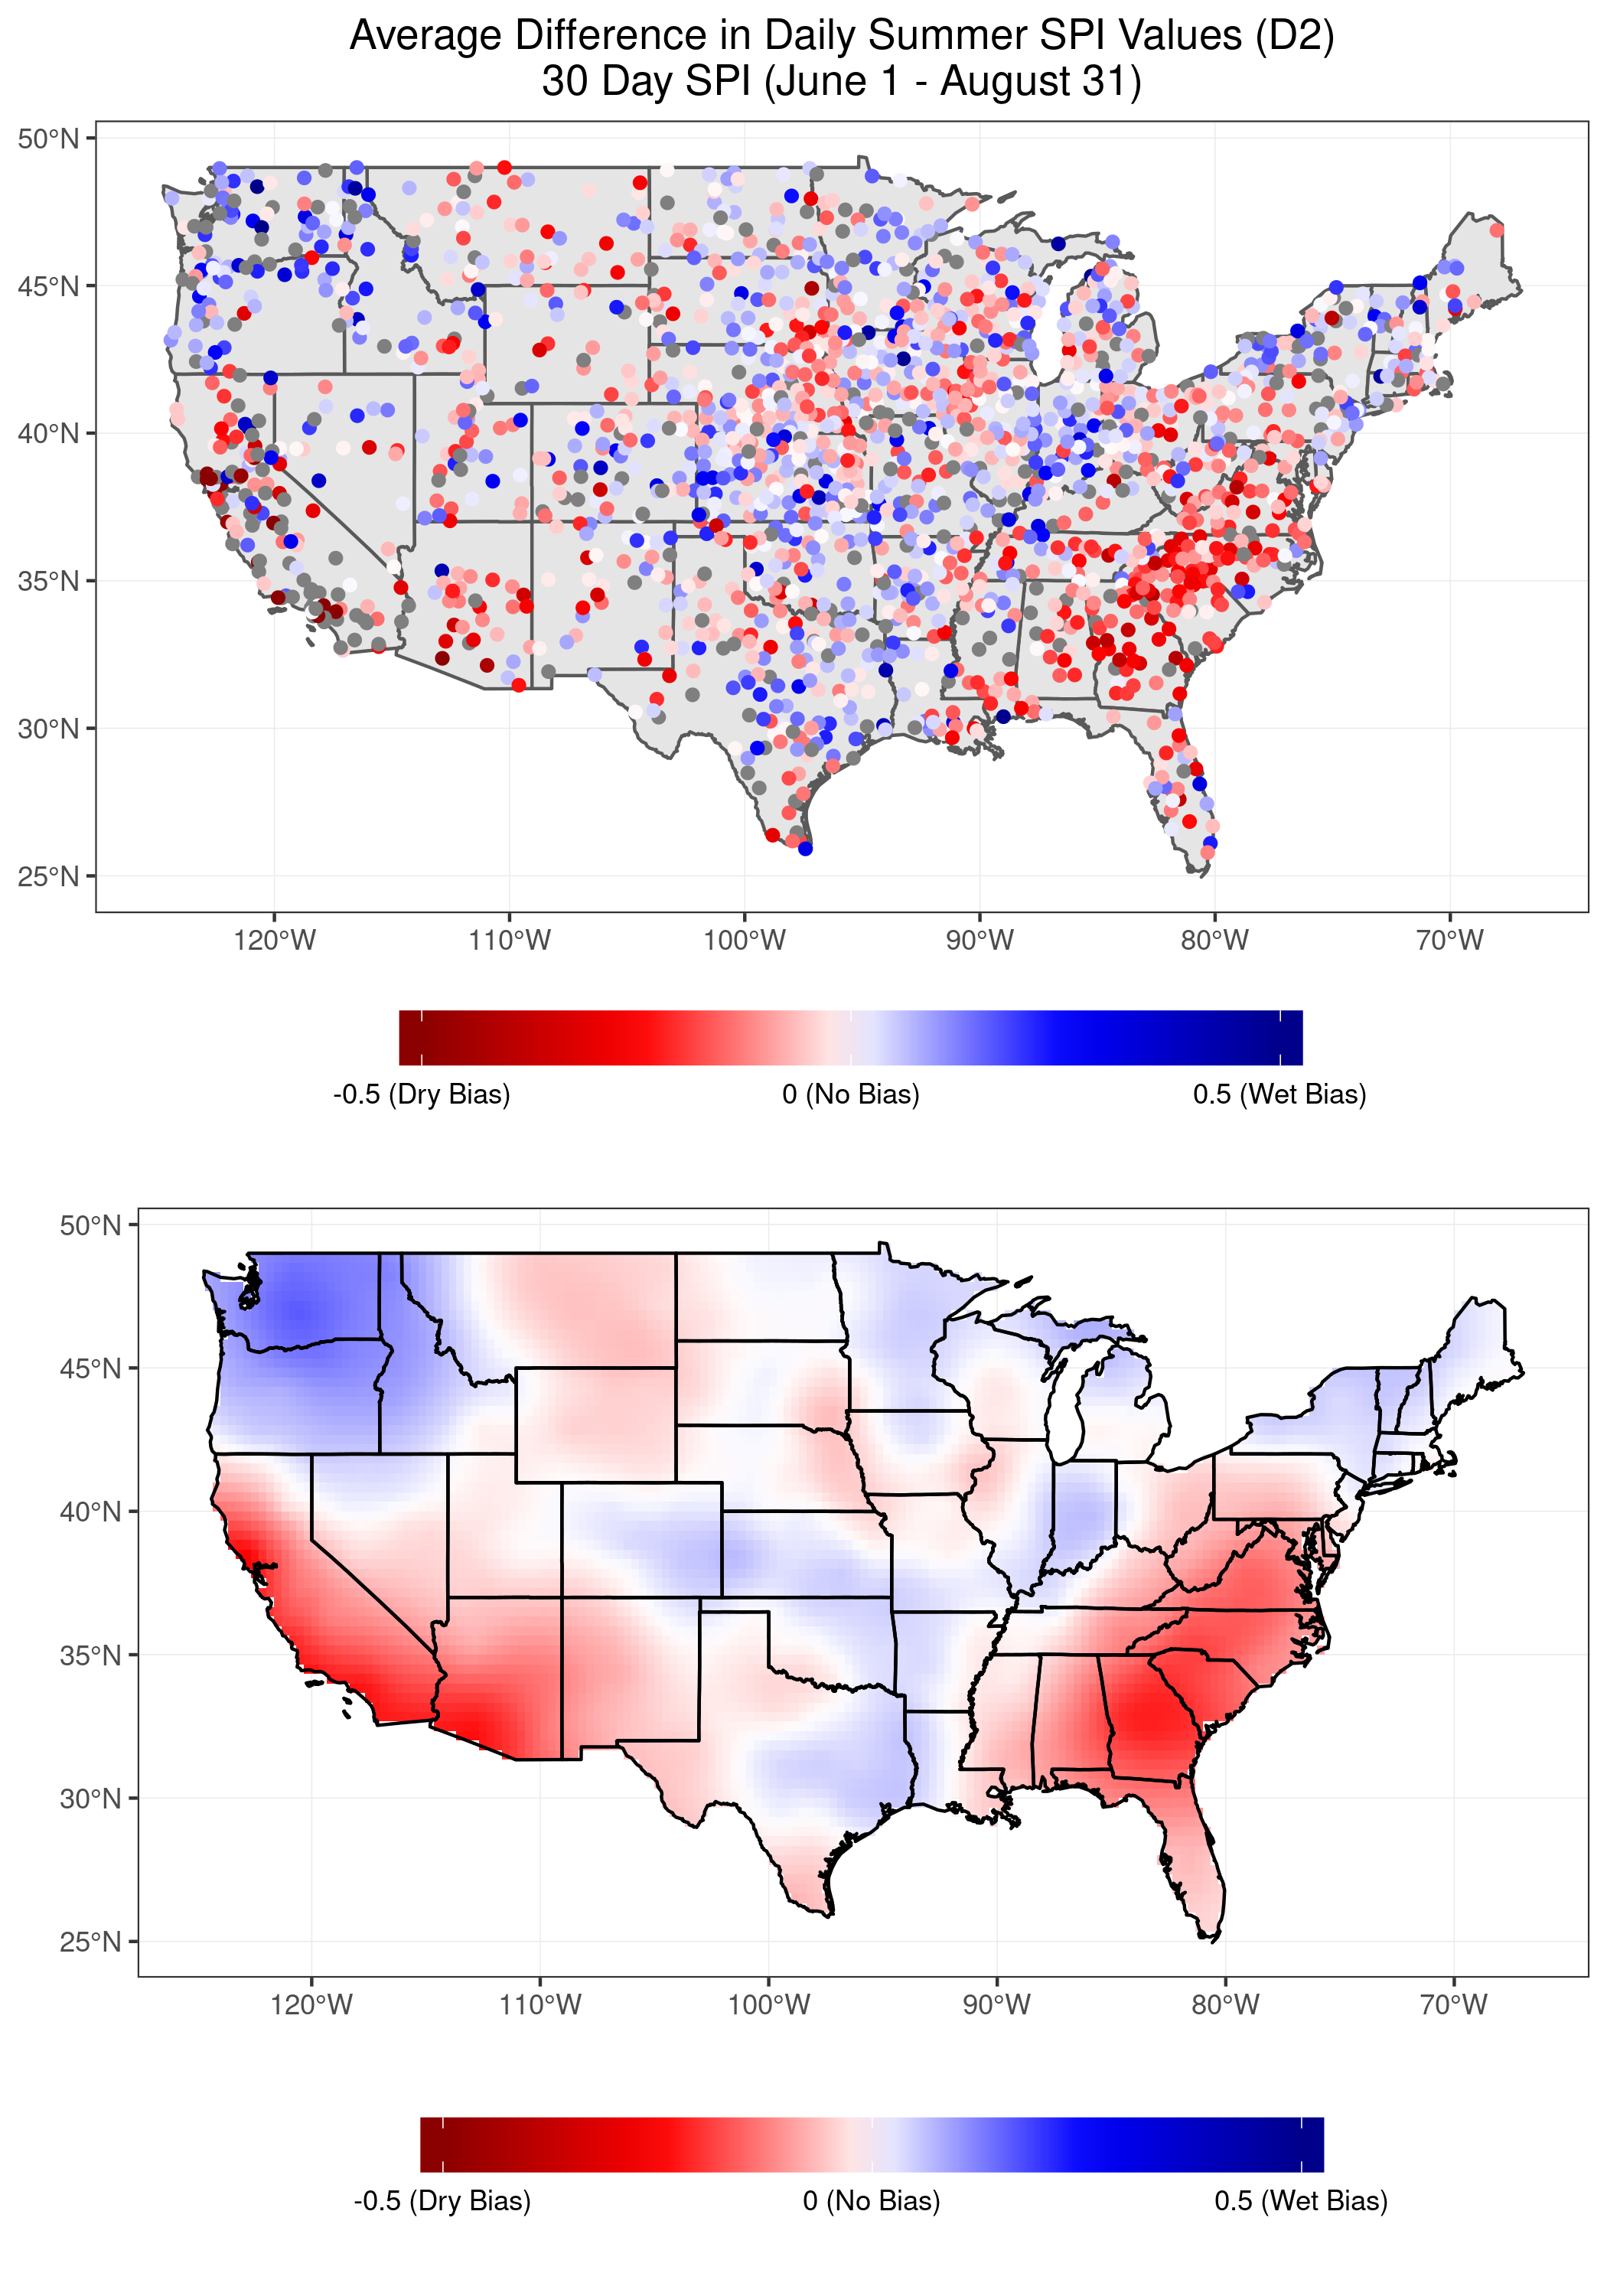 Average Difference in Daily Summer SPI Values (D2)
30 Day SPI (June 1 - August 31)
50°N
45°N
40°N
35°N
30°N
25°N
120°W 110°W 100°W 90°W 80°W 70°W
-0.5 (Dry Bias) 0 (No Bias) 0.5 (Wet Bias)
50°N
45°N
40°N
35°N
30°N
25°N
120°W 110°W 100°W 90°W 80°W 70°W
-0.5 (Dry Bias) 0 (No Bias) 0.5 (Wet Bias)